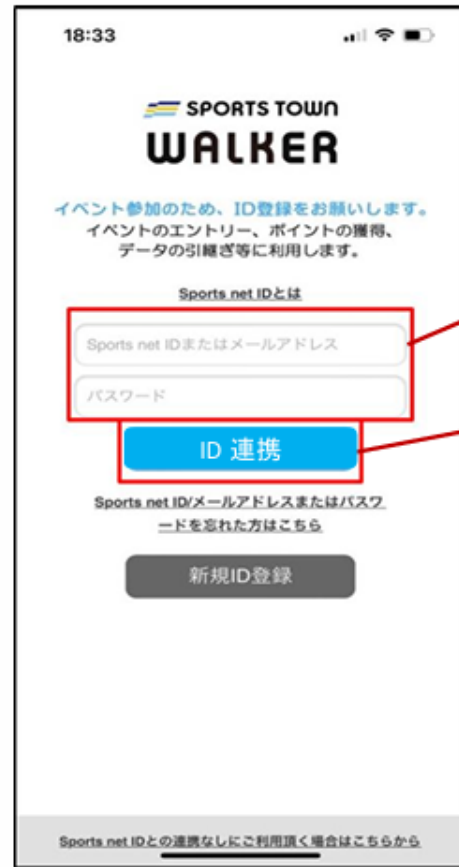 18:33
SPORTS TOWN
WALKER
イベント参加のため、ID登録をお願いします。
イベントのエントリー、ポイントの獲得、
データの引継ぎ等に利用します。
Sports net IDとは
Sports net IDまたはメールアドレス
パスワード
ID 連携
Sports net ID/メールアドレスまたはパスワ
ードを忘れた方はこちら
新規ID登録
Sports net IDとの連携なしにご利用頂く場合はこちらから